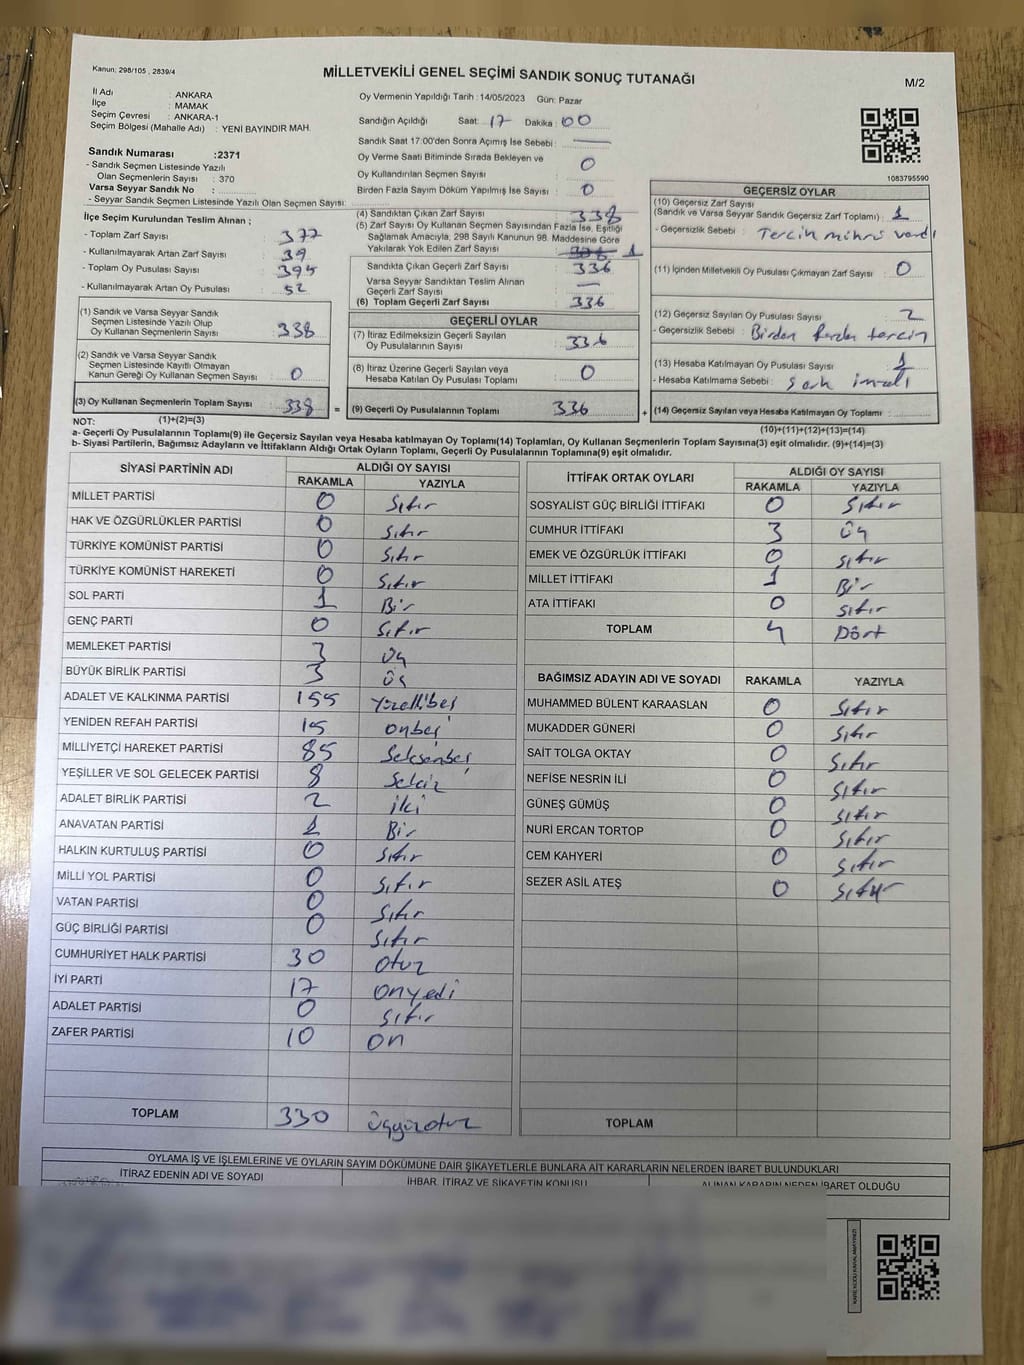 Kanun: 298/105 , 2839/4
MİLLETVEKİLİ GENEL SEÇİMİ SANDIK SONUÇ TUTANAĞI
M/2
İl Adı : ANKARA
İlçe : MAMAK
Seçim Çevresi : ANKARA-1
Seçim Bölgesi (Mahalle Adı) : YENİ BAYINDIR MAH.
Oy Vermenin Yapıldığı Tarih : 14/05/2023 Gün: Pazar
Sandığın Açıldığı Saat: 17 Dakika : 00
Sandık Saat 17:00'den Sonra Açımış İse Sebebi :
Oy Verme Saati Bitiminde Sırada Bekleyen ve
Oy Kullandırılan Seçmen Sayısı : 0
Birden Fazla Sayım Döküm Yapılmış İse Sayısı : 0
1083795590
Sandık Numarası :2371
- Sandık Seçmen Listesinde Yazılı
Olan Seçmenlerin Sayısı : 370
Varsa Seyyar Sandık No :
- Seyyar Sandık Seçmen Listesinde Yazılı Olan Seçmen Sayısı:
İlçe Seçim Kurulundan Teslim Alınan ;
- Toplam Zarf Sayısı : 377
- Kullanılmayarak Artan Zarf Sayısı : 39
- Toplam Oy Pusulası Sayısı : 395
- Kullanılmayarak Artan Oy Pusulası : 52
(1) Sandık ve Varsa Seyyar Sandık
Seçmen Listesinde Yazılı Olup
Oy Kullanan Seçmenlerin Sayısı : 338
(2) Sandık ve Varsa Seyyar Sandık
Seçmen Listesinde Kayıtlı Olmayan
Kanun Gereği Oy Kullanan Seçmen Sayısı : 0
(3) Oy Kullanan Seçmenlerin Toplam Sayısı : 338 =
(1)+(2)=(3)
(4) Sandıktan Çıkan Zarf Sayısı : 338
(5) Zarf Sayısı Oy Kullanan Seçmen Sayısından Fazla İse, Eşitliği
Sağlamak Amacıyla, 298 Sayılı Kanunun 98. Maddesine Göre
Yakılarak Yok Edilen Zarf Sayısı : 1
Sandıkta Çıkan Geçerli Zarf Sayısı : 336
Varsa Seyyar Sandıktan Teslim Alınan
Geçerli Zarf Sayısı :
(6) Toplam Geçerli Zarf Sayısı : 336
GEÇERLİ OYLAR
(7) İtiraz Edilmeksizin Geçerli Sayılan
Oy Pusulalarının Sayısı : 336
(8) İtiraz Üzerine Geçerli Sayılan veya
Hesaba Katılan Oy Pusulası Toplamı : 0
(9) Geçerli Oy Pusulalarının Toplamı 336 +
GEÇERSİZ OYLAR
(10) Geçersiz Zarf Sayısı
(Sandık ve Varsa Seyyar Sandık Geçersiz Zarf Toplamı) : 1
- Geçersizlik Sebebi : Tercih mührü vardı
(11) İçinden Milletvekili Oy Pusulası Çıkmayan Zarf Sayısı : 0
(12) Geçersiz Sayılan Oy Pusulası Sayısı : 2
- Geçersizlik Sebebi : Birden fazla tercih
(13) Hesaba Katılmayan Oy Pusulası Sayısı : 1
- Hesaba Katılmama Sebebi :
(14) Geçersiz Sayılan veya Hesaba Katılmayan Oy Toplamı :
(10)+(11)+(12)+(13)=(14)
NOT:
a- Geçerli Oy Pusulalarının Toplamı(9) ile Geçersiz Sayılan veya Hesaba katılmayan Oy Toplamı(14) Toplamları, Oy Kullanan Seçmenlerin Toplam Sayısına(3) eşit olmalıdır. (9)+(14)=(3)
b- Siyasi Partilerin, Bağımsız Adayların ve İttifakların Aldığı Ortak Oyların Toplamı, Geçerli Oy Pusulalarının Toplamına(9) eşit olmalıdır.
SİYASİ PARTİNİN ADI ALDIĞI OY SAYISI
RAKAMLA YAZIYLA
MİLLET PARTİSİ 0 Sıfır
HAK VE ÖZGÜRLÜKLER PARTİSİ 0 Sıfır
TÜRKİYE KOMÜNİST PARTİSİ 0 Sıfır
TÜRKİYE KOMÜNİST HAREKETİ 0 Sıfır
SOL PARTİ 1 Bir
GENÇ PARTİ 0 Sıfır
MEMLEKET PARTİSİ 3 Üç
BÜYÜK BİRLİK PARTİSİ 3 üç
ADALET VE KALKINMA PARTİSİ 155 Yüzellibeş
YENİDEN REFAH PARTİSİ 15 onbeş
MİLLİYETÇİ HAREKET PARTİSİ 85 Seksenbeş
YEŞİLLER VE SOL GELECEK PARTİSİ 8 Sekiz
ADALET BİRLİK PARTİSİ 2 iki
ANAVATAN PARTİSİ 1 Bir
HALKIN KURTULUŞ PARTİSİ 0 Sıfır
MİLLİ YOL PARTİSİ 0 Sıfır
VATAN PARTİSİ 0 Sıfır
GÜÇ BİRLİĞİ PARTİSİ 0 Sıfır
CUMHURİYET HALK PARTİSİ 30 otuz
İYİ PARTİ 17 onyedi
ADALET PARTİSİ 0 Sıfır
ZAFER PARTİSİ 10 on
TOPLAM 330 üçyüzotuz
İTTİFAK ORTAK OYLARI ALDIĞI OY SAYISI
RAKAMLA YAZIYLA
SOSYALİST GÜÇ BİRLİĞİ İTTİFAKI 0 Sıfır
CUMHUR İTTİFAKI 3 üç
EMEK VE ÖZGÜRLÜK İTTİFAKI 0 Sıfır
MİLLET İTTİFAKI 1 Bir
ATA İTTİFAKI 0 Sıfır
TOPLAM 4 Dört
BAĞIMSIZ ADAYIN ADI VE SOYADI RAKAMLA YAZIYLA
MUHAMMED BÜLENT KARAASLAN 0 Sıfır
MUKADDER GÜNERİ 0 Sıfır
SAİT TOLGA OKTAY 0 Sıfır
NEFİSE NESRİN İLİ 0 Sıfır
GÜNEŞ GÜMÜŞ 0 Sıfır
NURİ ERCAN TORTOP 0 Sıfır
CEM KAHYERİ 0 Sıfır
SEZER ASİL ATEŞ 0 Sıfır
TOPLAM
OYLAMA İŞ VE İŞLEMLERİNE VE OYLARIN SAYIM DÖKÜMÜNE DAİR ŞİKAYETLERLE BUNLARA AİT KARARLARIN NELERDEN İBARET BULUNDUKLARI
İTİRAZ EDENİN ADI VE SOYADI İHBAR, İTİRAZ VE ŞİKAYETİN KONUSU ALINAN KARARIN NEDEN İBARET OLDUĞU